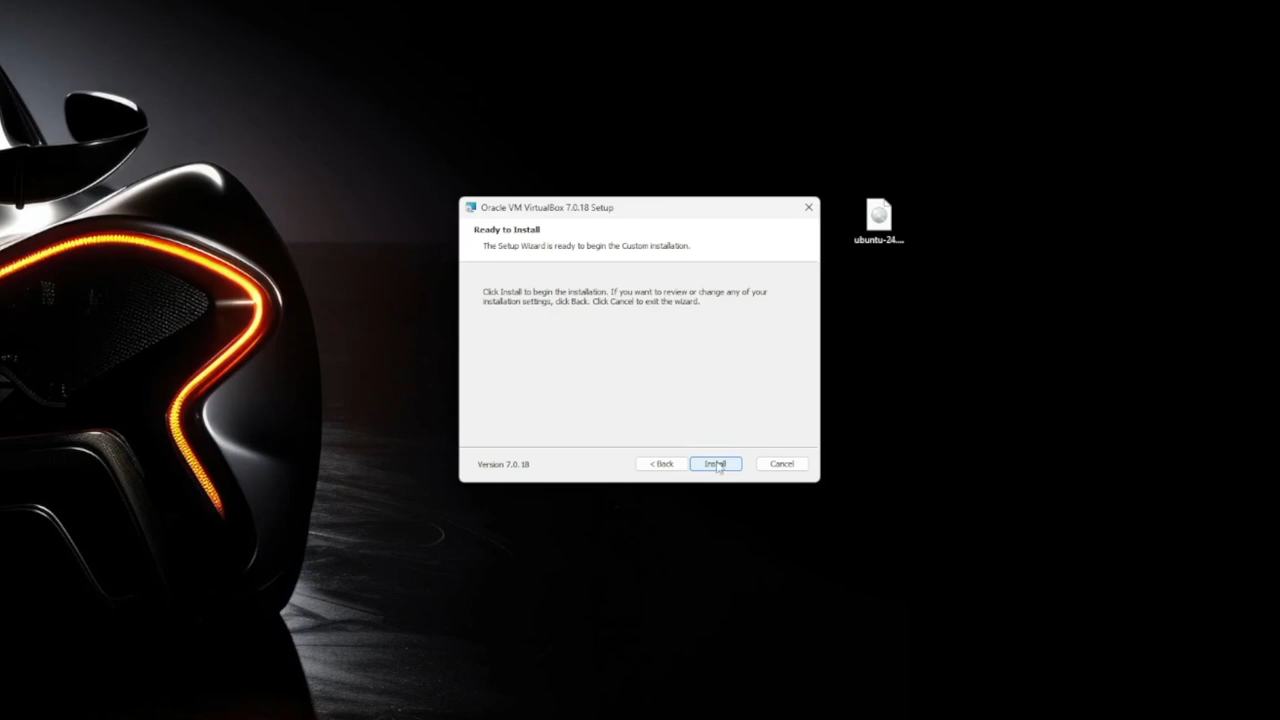 Oracle VM VirtualBox 7.0.18 Setup
Ready to Install
The Setup Wizard is ready to begin the Custom installation.
ubuntu-24....
Click Install to begin the installation. If you want to review or change any of your
installation settings, click Back. Click Cancel to exit the wizard.
Version 7.0.18
< Back
Install
Cancel